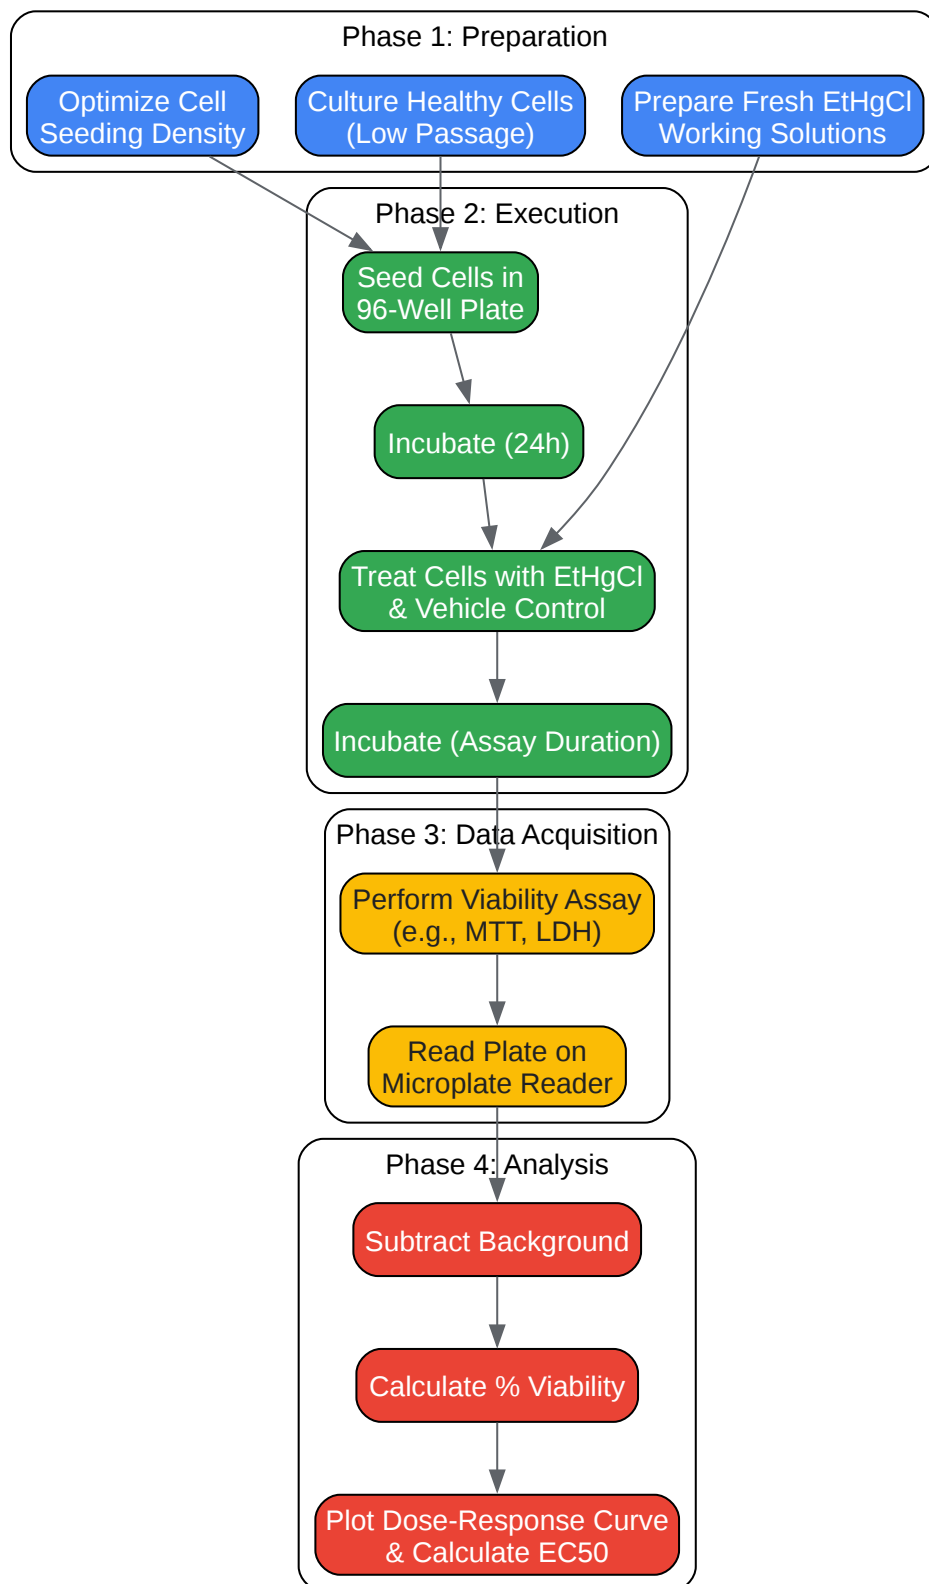 Phase 1: Preparation
Optimize Cell
Seeding Density
Culture Healthy Cells
(Low Passage)
Prepare Fresh EtHgCl
Working Solutions
Phase 2: Execution
Seed Cells in
96-Well Plate
Incubate (24h)
Treat Cells with EtHgCl
& Vehicle Control
Incubate (Assay Duration)
Phase 3: Data Acquisition
Perform Viability Assay
(e.g., MTT, LDH)
Read Plate on
Microplate Reader
Phase 4: Analysis
Subtract Background
Calculate % Viability
Plot Dose-Response Curve
& Calculate EC50